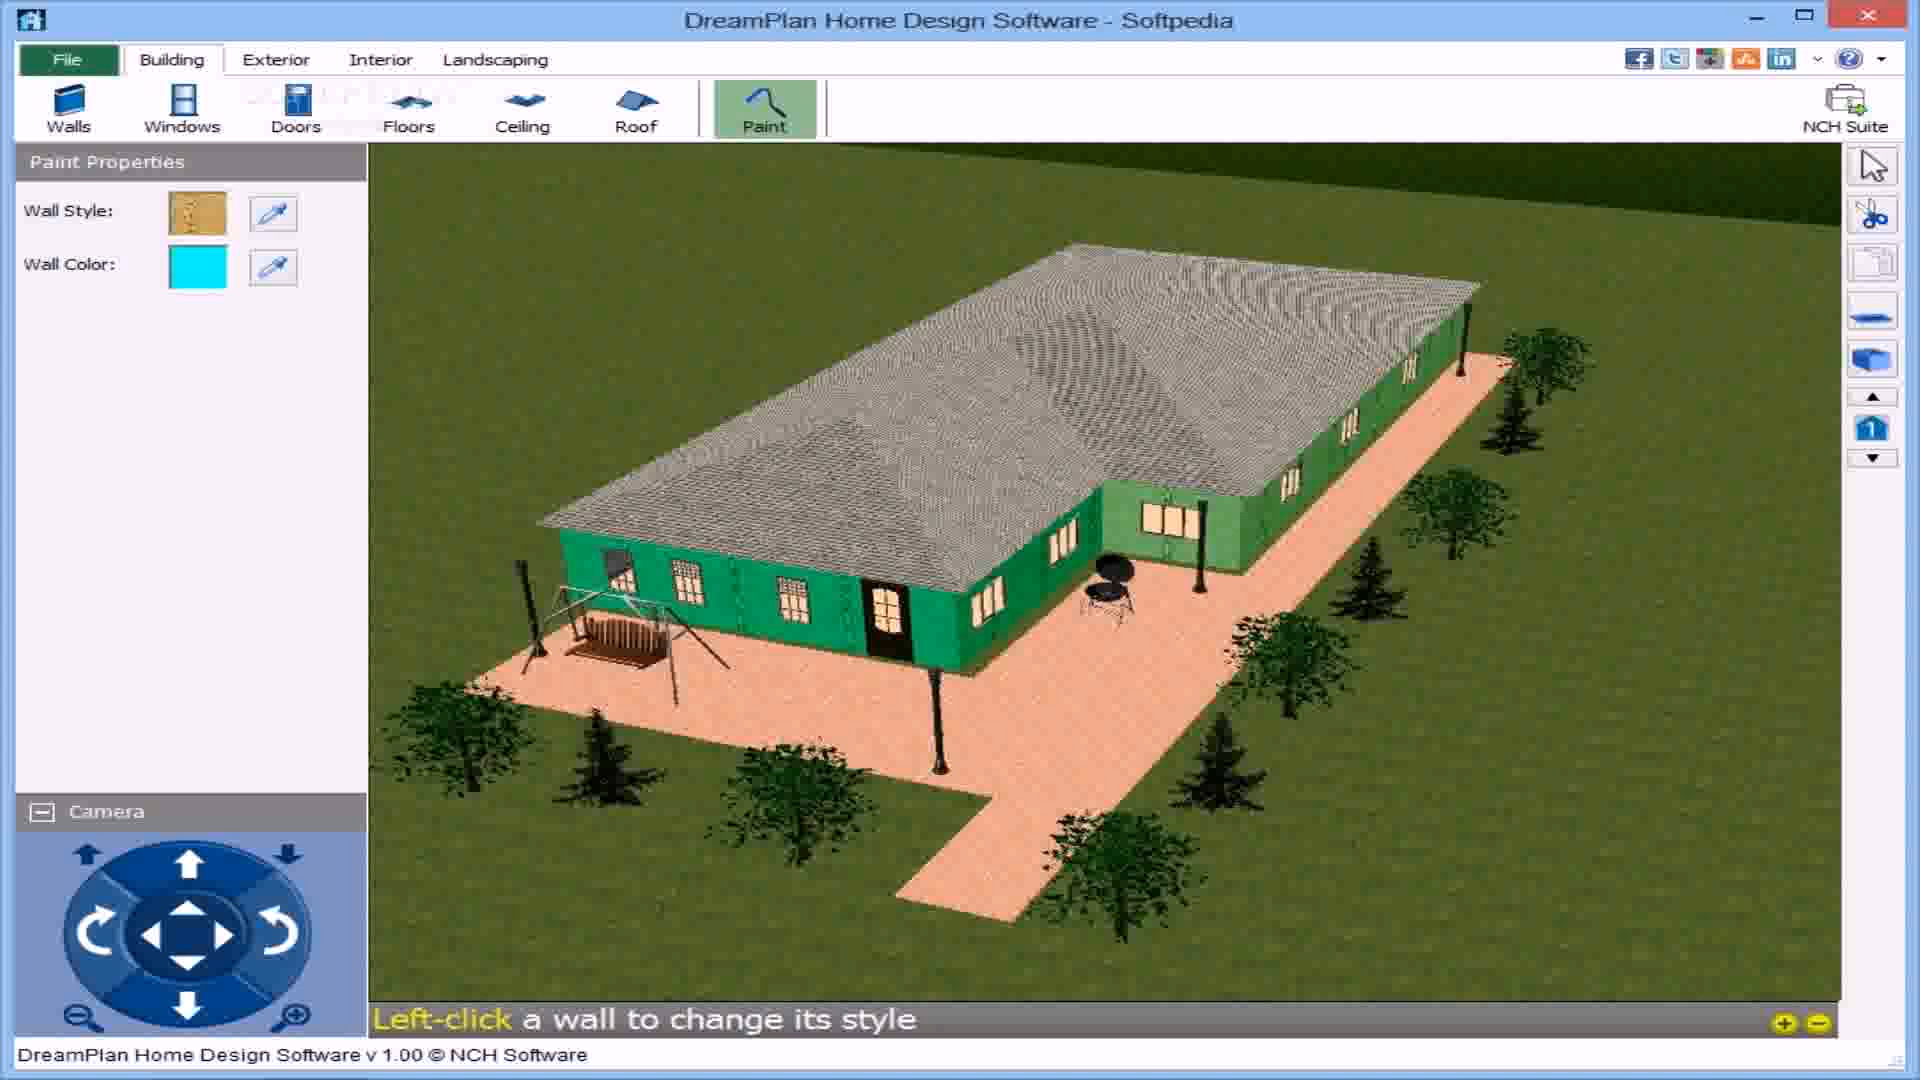 DreamPlan Home Design Software - Softpedia
File Building Exterior Interior Landscaping
Walls Windows Doors Floors Ceiling Roof Paint NCH Suite
Paint Properties
Wall Style:
Wall Color:
1
Camera
Left-click a wall to change its style
DreamPlan Home Design Software v 1.00 © NCH Software